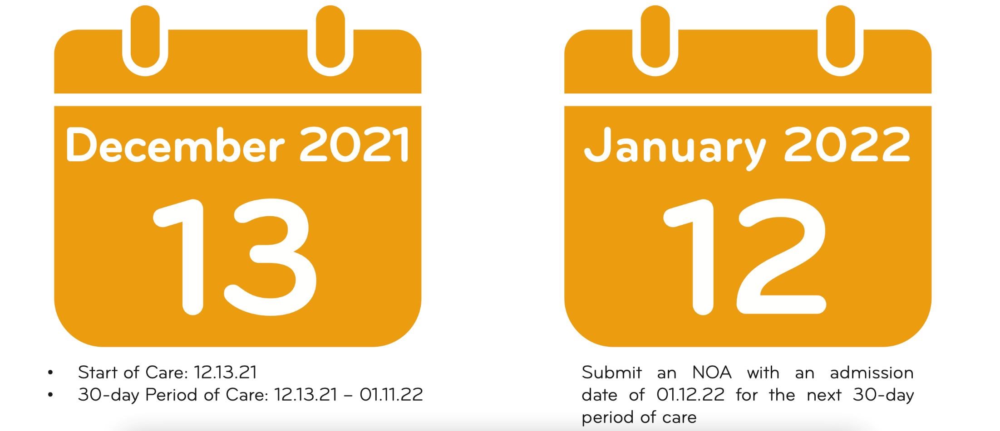 December 2021
13
• Start of Care: 12.13.21
• 30-day Period of Care: 12.13.21 – 01.11.22
January 2022
12
Submit an NOA with an admission
date of 01.12.22 for the next 30-day
period of care